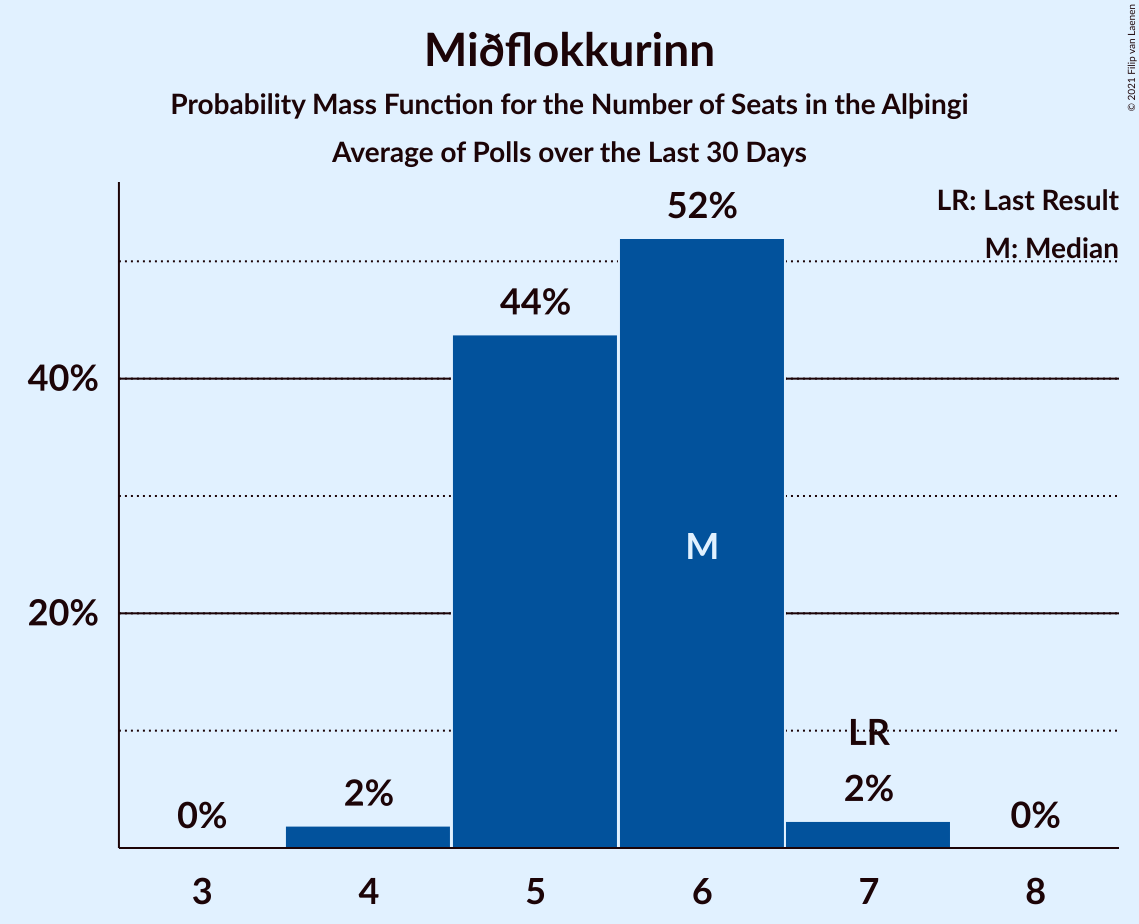 Miðflokkurinn
Probability Mass Function for the Number of Seats in the Alþingi
Average of Polls over the Last 30 Days
© 2021 Filip van Laenen
LR: Last Result
M: Median
52%
44%
40%
M
20%
LR
0%
2%
2%
0%
3 4 5 6 7 8